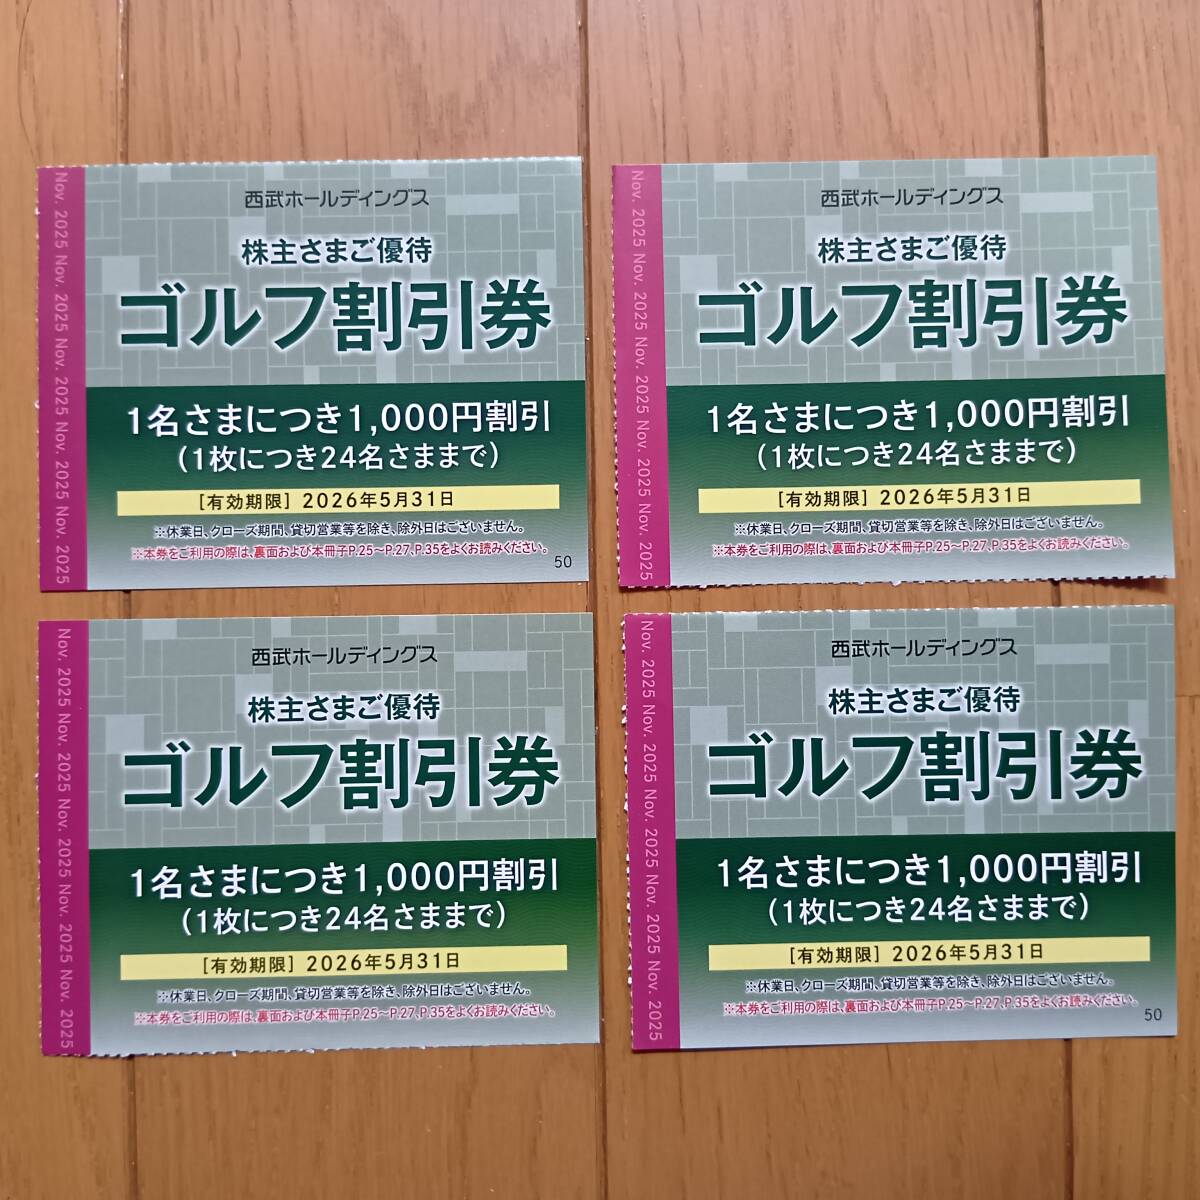 Nov. 2025 Nov. 2025 Nov. 2025 Nov. 2025 Nov. 2025
西武ホールディングス
株主さまご優待
ゴルフ割引券
1名さまにつき1,000円割引
(1枚につき24名さままで)
[有効期限] 2026年5月31日
※休業日、クローズ期間、貸切営業等を除き、除外日はございません。
※本券をご利用の際は、裏面および本冊子P.25~P.27、P.35をよくお読みください。
50
Nov. 2025 Nov. 2025 Nov. 2025 Nov. 2025 Nov. 2025
西武ホールディングス
株主さまご優待
ゴルフ割引券
1名さまにつき1,000円割引
(1枚につき24名さままで)
[有効期限] 2026年5月31日
※休業日、クローズ期間、貸切営業等を除き、除外日はございません。
※本券をご利用の際は、裏面および本冊子P.25~P.27、P.35をよくお読みください。
Nov. 2025 Nov. 2025 Nov. 2025 Nov. 2025 Nov. 2025
西武ホールディングス
株主さまご優待
ゴルフ割引券
1名さまにつき1,000円割引
(1枚につき24名さままで)
[有効期限] 2026年5月31日
※休業日、クローズ期間、貸切営業等を除き、除外日はございません。
※本券をご利用の際は、裏面および本冊子P.25~P.27、P.35をよくお読みください。
Nov. 2025 Nov. 2025 Nov. 2025 Nov. 2025 Nov. 2025
西武ホールディングス
株主さまご優待
ゴルフ割引券
1名さまにつき1,000円割引
(1枚につき24名さままで)
[有効期限] 2026年5月31日
※休業日、クローズ期間、貸切営業等を除き、除外日はございません。
※本券をご利用の際は、裏面および本冊子P.25~P.27、P.35をよくお読みください。
50